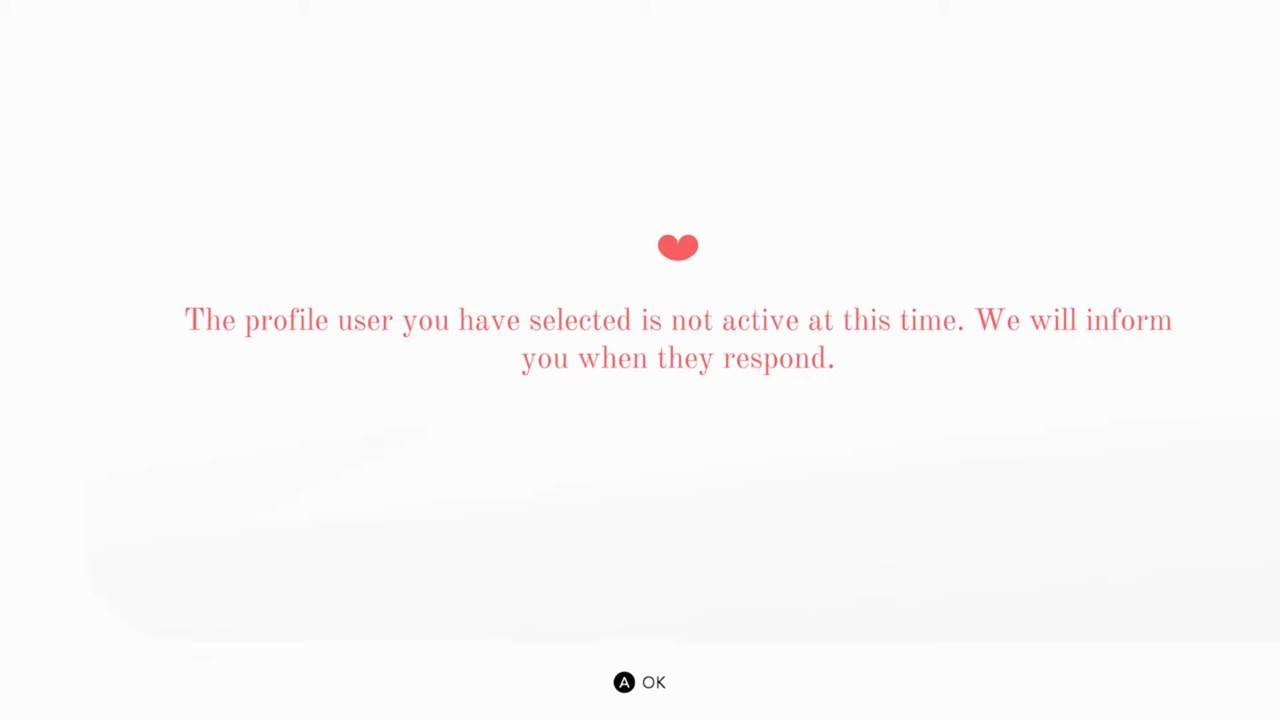 The profile user you have selected is not active at this time. We will inform
you when they respond.
A OK